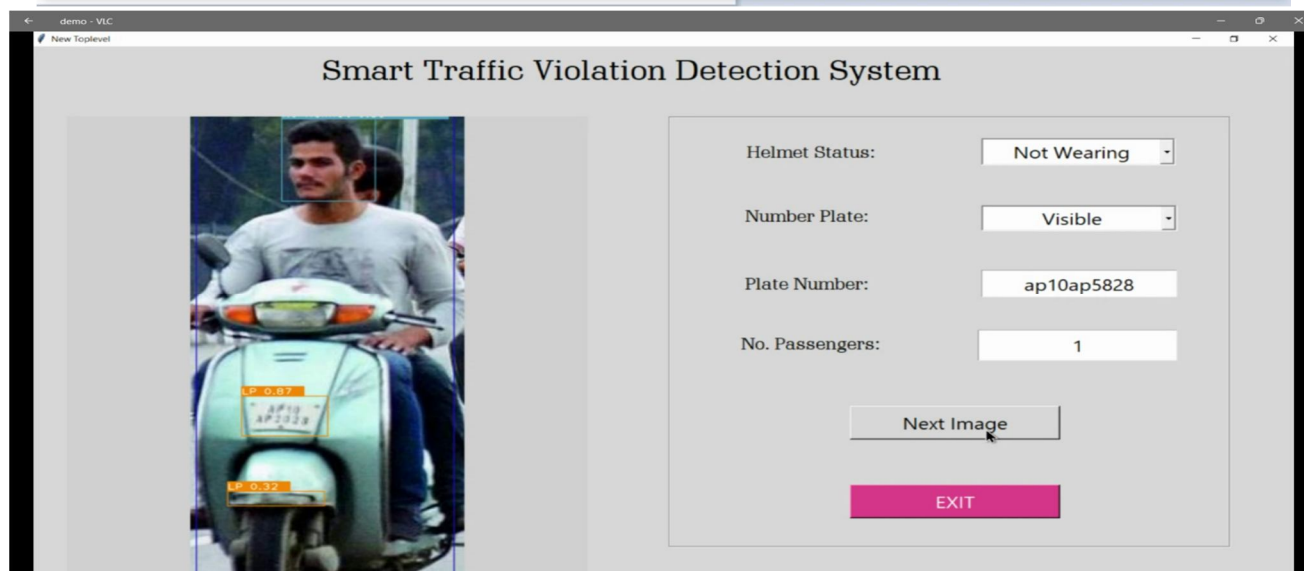 demo - VLC
New Toplevel
Smart Traffic Violation Detection System
Helmet Status:
Not Wearing
Number Plate:
Visible
Plate Number:
ap10ap5828
No. Passengers:
1
Next Image
EXIT
LP 0.87
AP10
LP 0.32